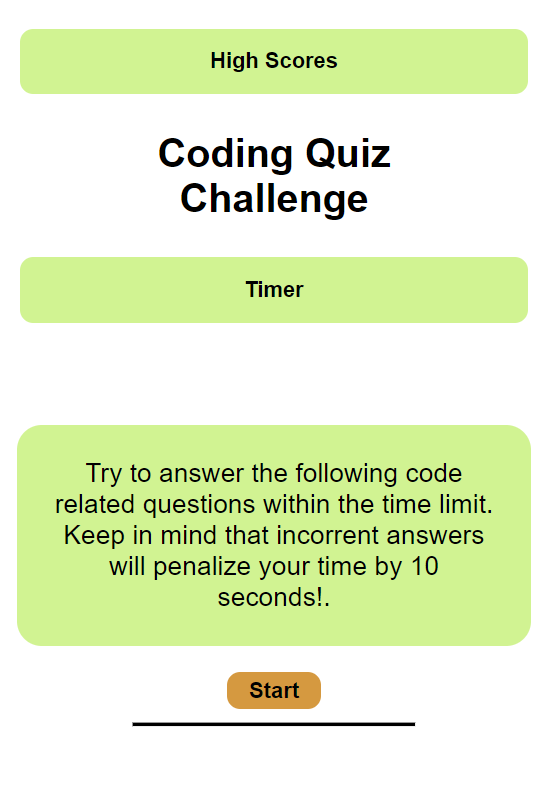 High Scores
Coding Quiz
Challenge
Timer
Try to answer the following code
related questions within the time limit.
Keep in mind that incorrent answers
will penalize your time by 10
seconds!.
Start